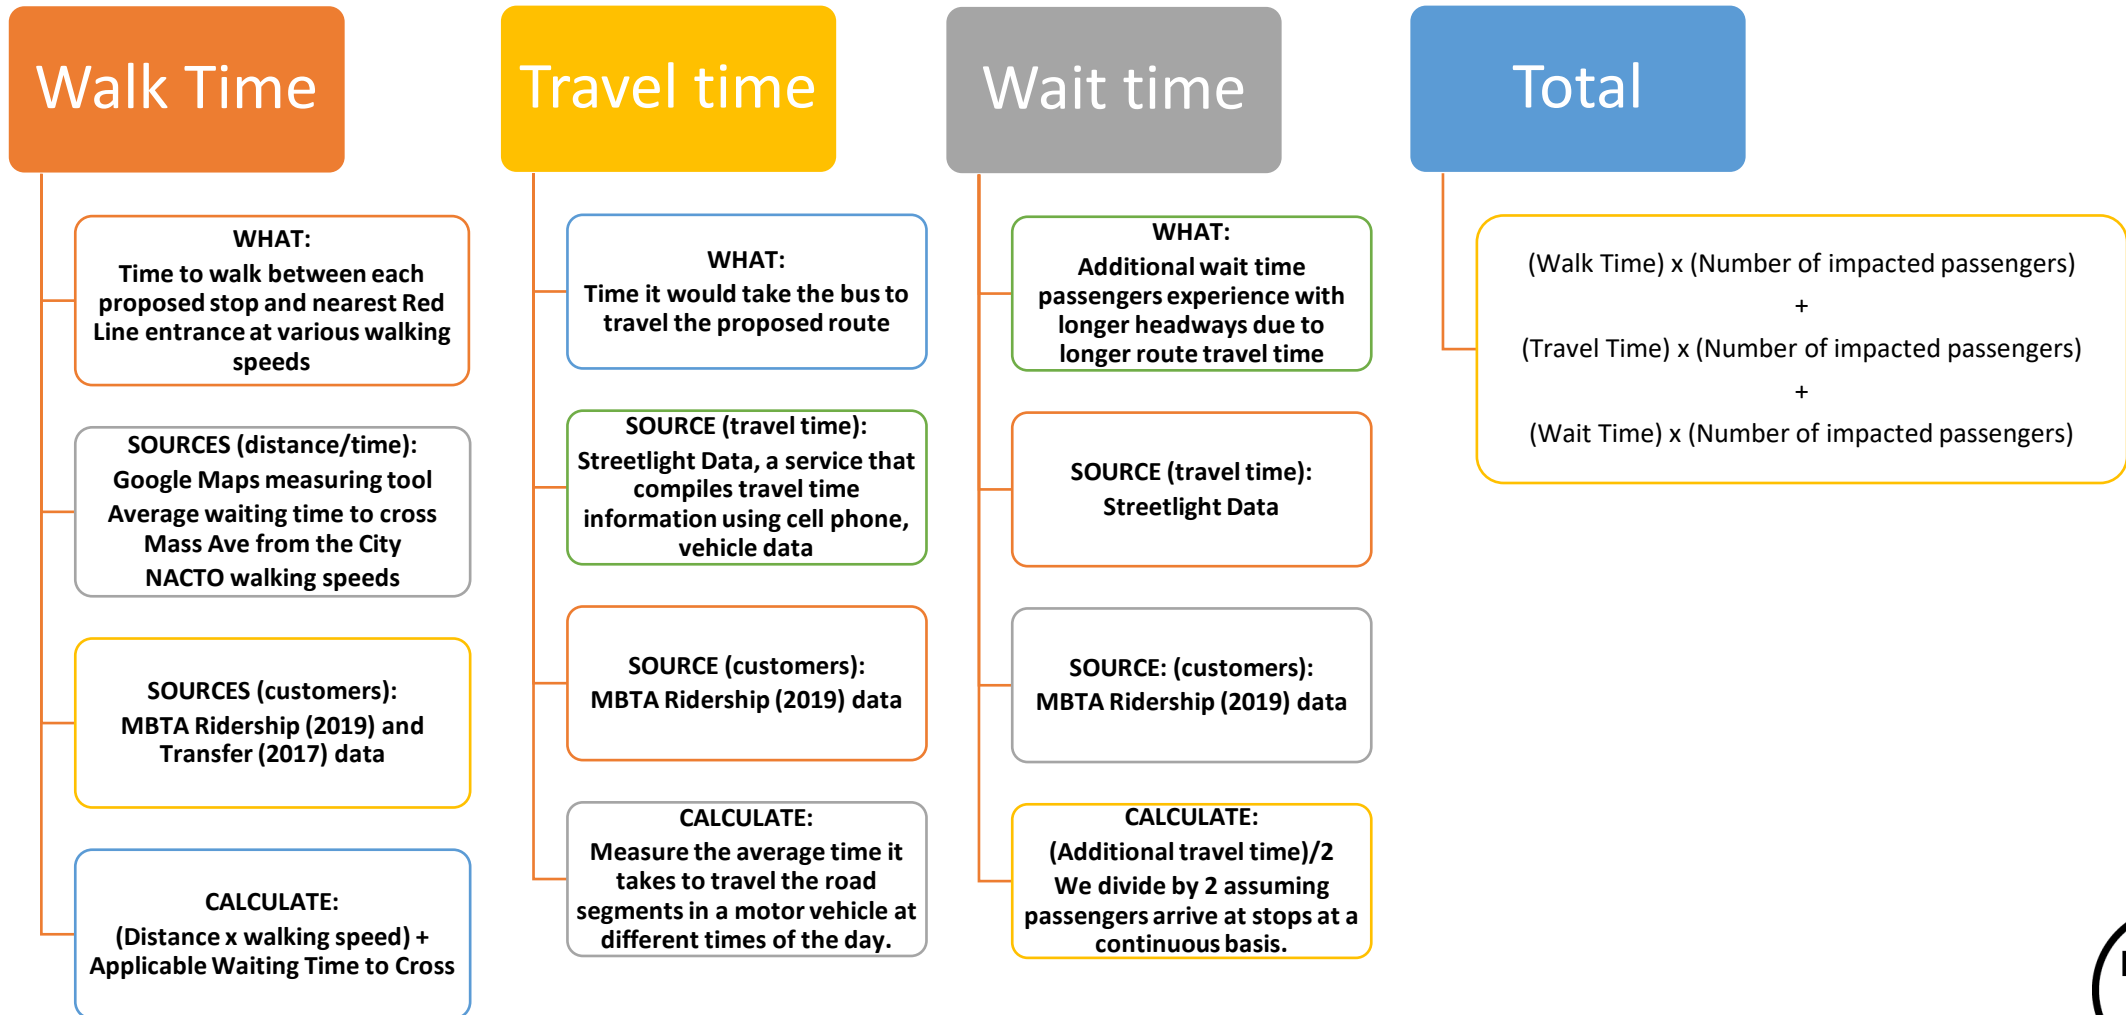 Walk Time
WHAT:
Time to walk between each
proposed stop and nearest Red
Line entrance at various walking
speeds
SOURCES (distance/time):
Google Maps measuring tool
Average waiting time to cross
Mass Ave from the City
NACTO walking speeds
SOURCES (customers):
MBTA Ridership (2019) and
Transfer (2017) data
CALCULATE:
(Distance x walking speed) +
Applicable Waiting Time to Cross
Travel time
WHAT:
Time it would take the bus to
travel the proposed route
SOURCE (travel time):
Streetlight Data, a service that
compiles travel time
information using cell phone,
vehicle data
SOURCE (customers):
MBTA Ridership (2019) data
CALCULATE:
Measure the average time it
takes to travel the road
segments in a motor vehicle at
different times of the day.
Wait time
WHAT:
Additional wait time
passengers experience with
longer headways due to
longer route travel time
SOURCE (travel time):
Streetlight Data
SOURCE: (customers):
MBTA Ridership (2019) data
CALCULATE:
(Additional travel time)/2
We divide by 2 assuming
passengers arrive at stops at a
continuous basis.
Total
(Walk Time) x (Number of impacted passengers)
+
(Travel Time) x (Number of impacted passengers)
+
(Wait Time) x (Number of impacted passengers)